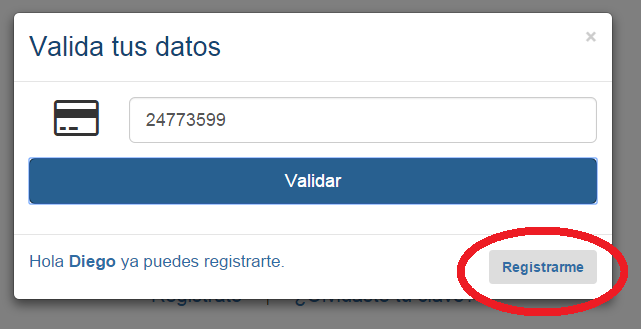 Valida tus datos
×
24773599
Validar
Hola Diego ya puedes registrarte.
Registrarme